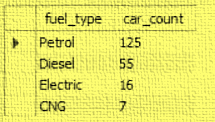 fuel_type car_count
Petrol 125
Diesel 55
Electric 16
CNG 7